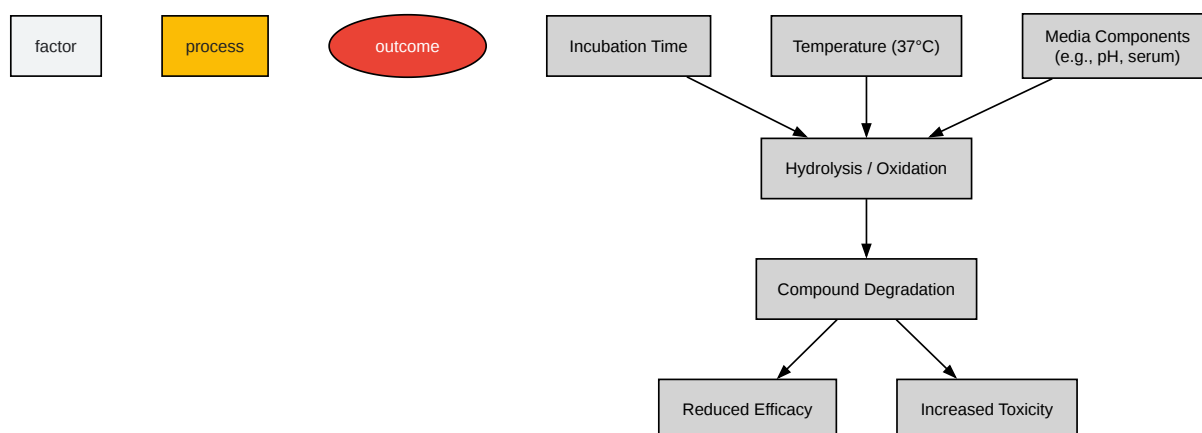 factor
process
outcome
Incubation Time
Temperature (37°C)
Media Components
(e.g., pH, serum)
Hydrolysis / Oxidation
Compound Degradation
Reduced Efficacy
Increased Toxicity